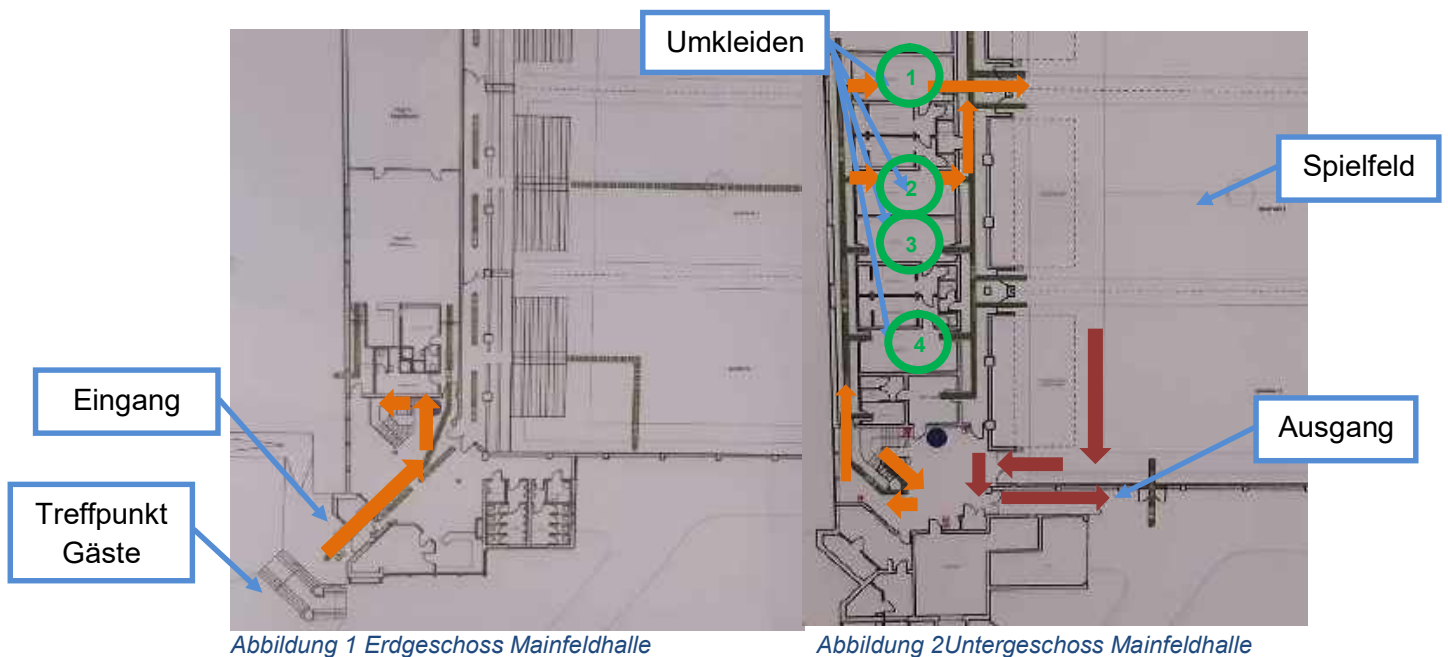 Umkleiden
1
2
3
4
Spielfeld
Eingang
Ausgang
Treffpunkt
Gäste
Abbildung 1 Erdgeschoss Mainfeldhalle
Abbildung 2Untergeschoss Mainfeldhalle